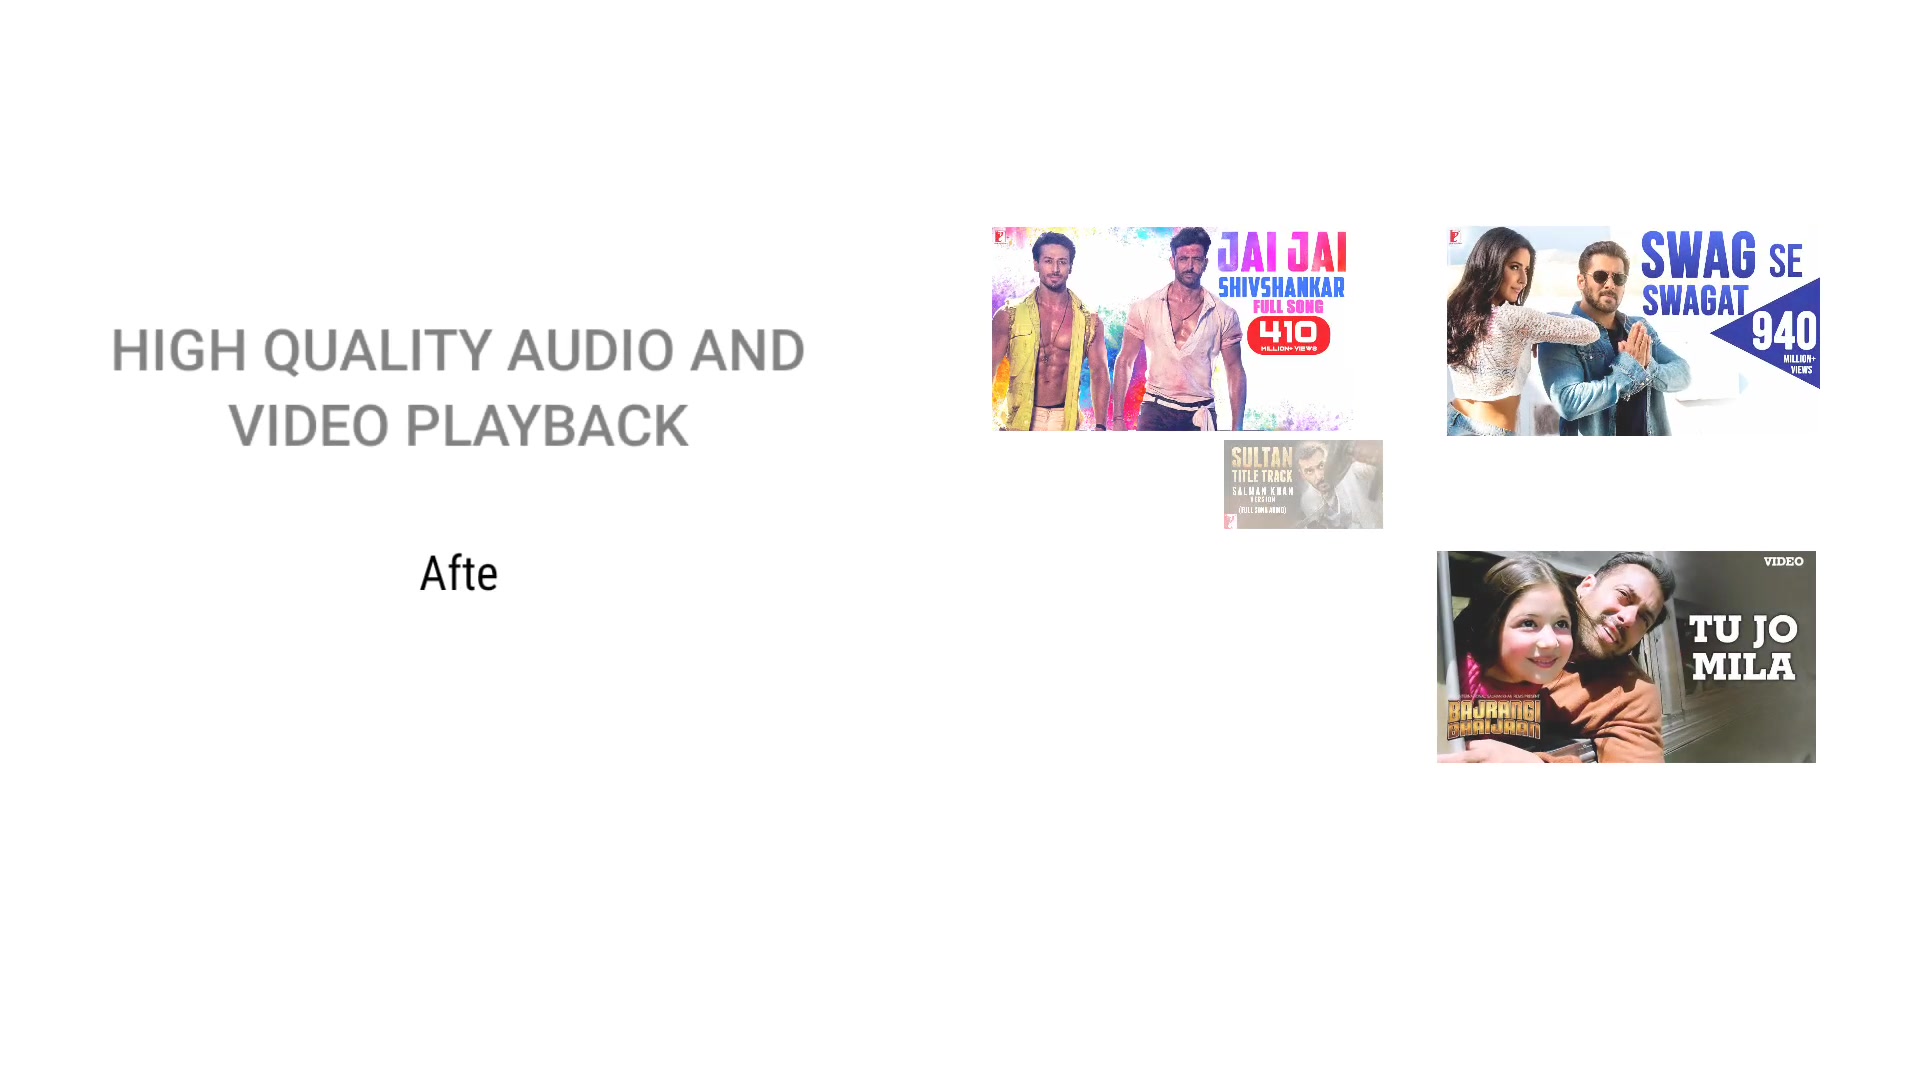 HIGH QUALITY AUDIO AND
VIDEO PLAYBACK
Afte
JAI JAI
SHIVSHANKAR
FULL SONG
410
MILLION+ VIEWS
SWAG SE
SWAGAT
940
MILLION+
VIEWS
SULTAN
TITLE TRACK
SALMAN KHAN
VERSION
(FULL SONG AUDIO)
VIDEO
TU JO
MILA
BAJRANGI
BHAIJAAN